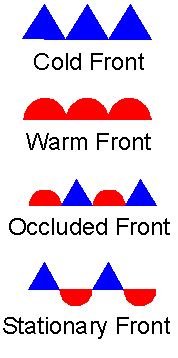 Cold Front
Warm Front
Occluded Front
Stationary Front